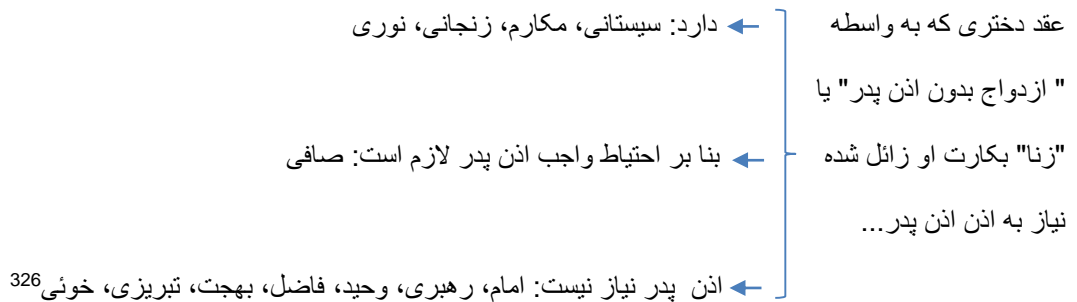 عقد دختری که به واسطه
" ازدواج بدون اذن پدر" یا
"زنا" بکارت او زائل شده
نیاز به اذن اذن پدر...
دارد: سیستانی، مکارم، زنجانی، نوری
بنا بر احتیاط واجب اذن پدر لازم است: صافی
اذن پدر نیاز نیست: امام، رهبری، وحید، فاضل، بهجت، تبریزی، خوئی326